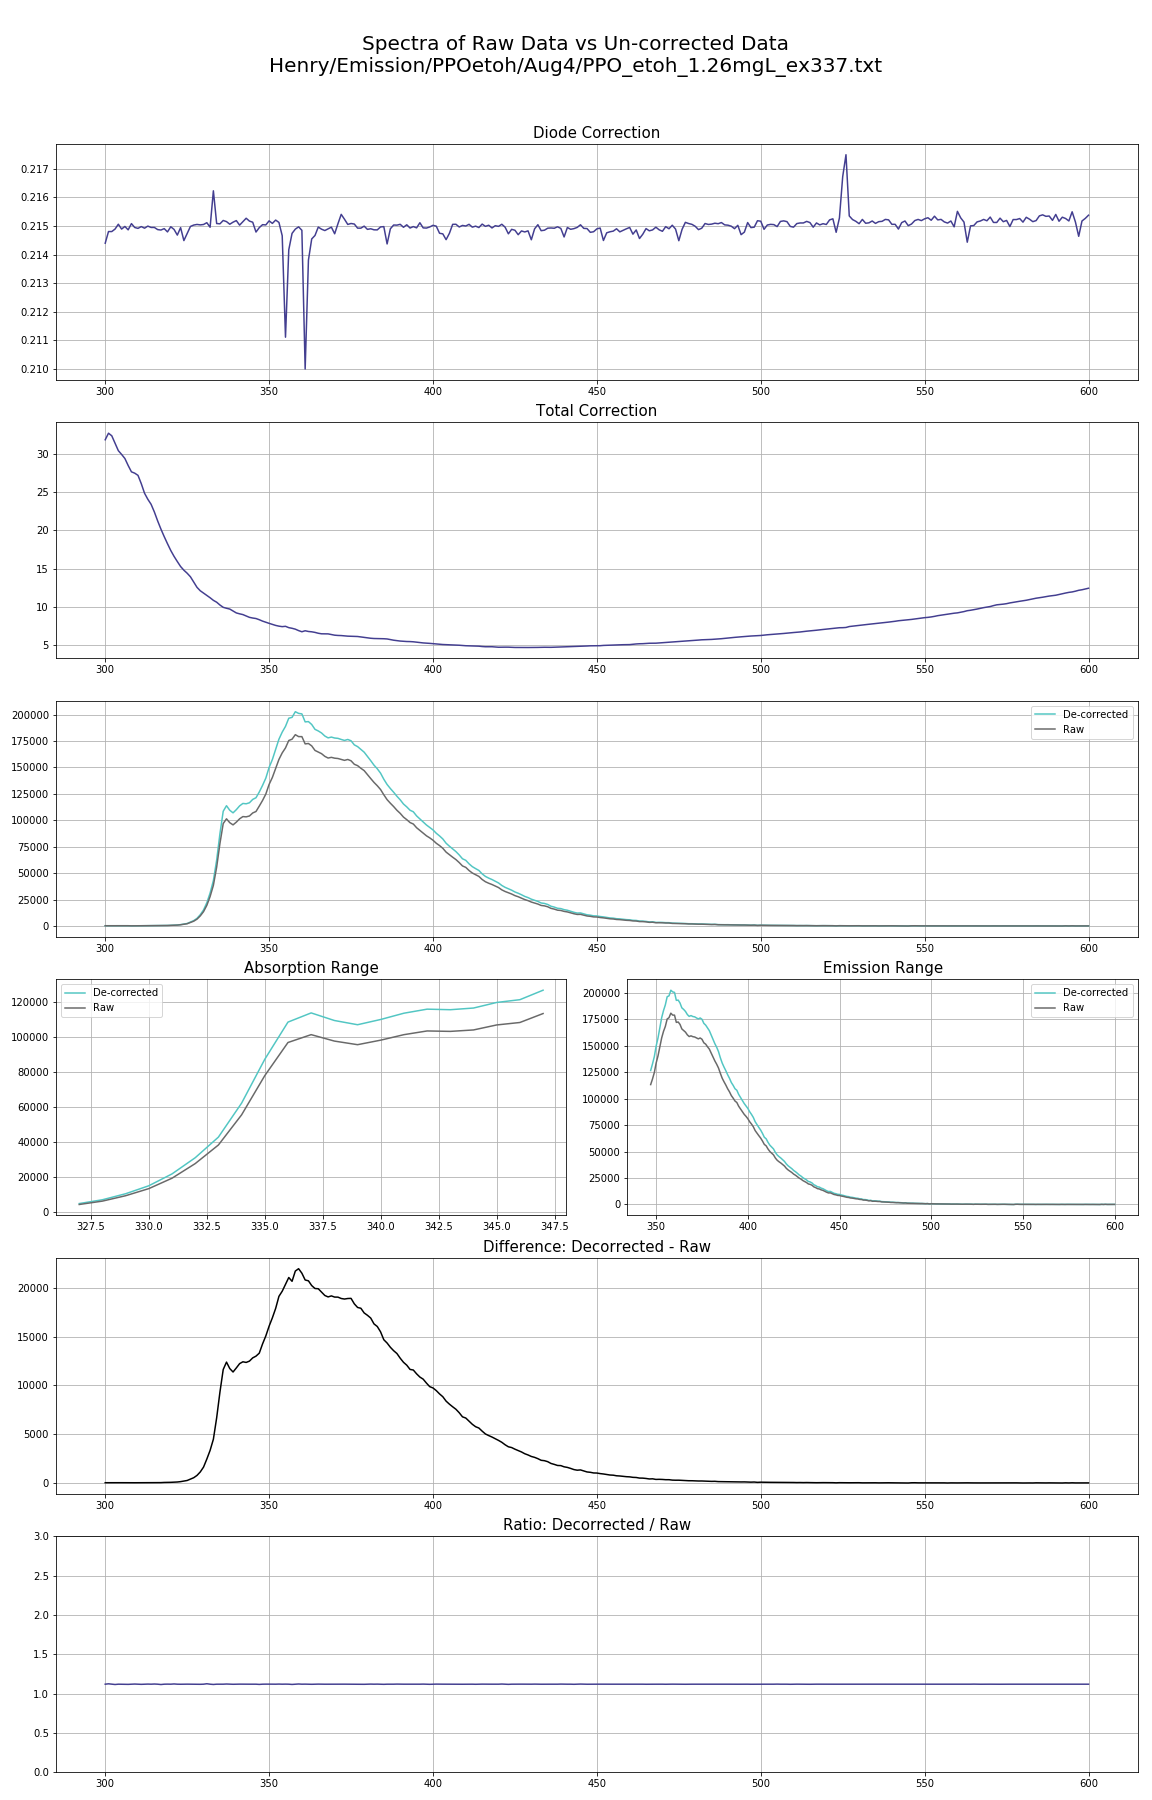 Spectra of Raw Data vs Un-corrected Data
Henry/Emission/PPOetoh/Aug4/PPO_etoh_1.26mgL_ex337.txt
Diode Correction
0.217
0.216
0.215
0.214
0.213
0.212
0.211
0.210
300 350 400 450 500 550 600
Total Correction
30
25
20
15
10
5
300 350 400 450 500 550 600
200000
175000
150000
125000
100000
75000
50000
25000
0
De-corrected
Raw
300 350 400 450 500 550 600
Absorption Range
120000
100000
80000
60000
40000
20000
0
De-corrected
Raw
327.5 330.0 332.5 335.0 337.5 340.0 342.5 345.0 347.5
Emission Range
200000
175000
150000
125000
100000
75000
50000
25000
0
De-corrected
Raw
350 400 450 500 550 600
Difference: Decorrected - Raw
20000
15000
10000
5000
0
300 350 400 450 500 550 600
Ratio: Decorrected / Raw
3.0
2.5
2.0
1.5
1.0
0.5
0.0
300 350 400 450 500 550 600